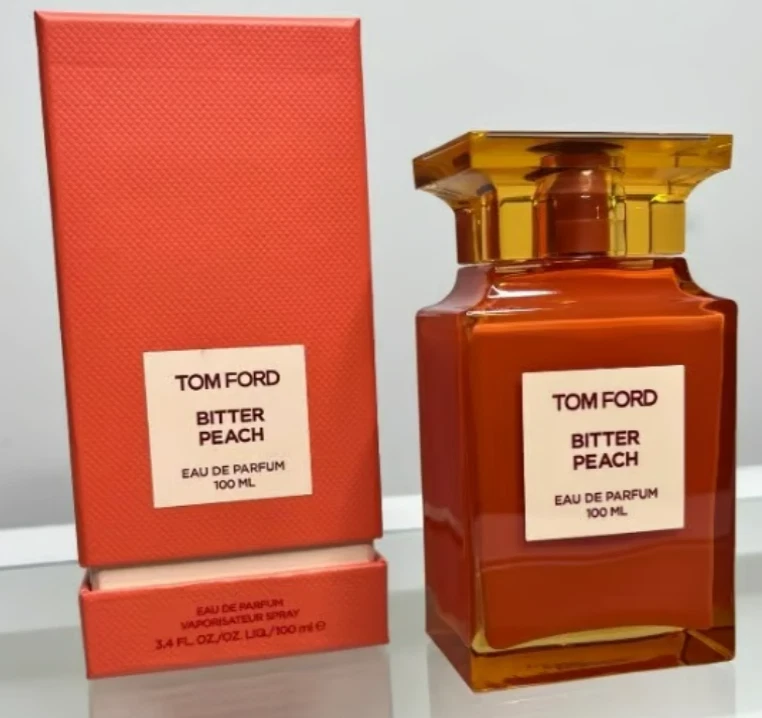 TOM FORD
BITTER
PEACH
EAU DE PARFUM
100 ML
EAU DE PARFUM
VAPORISATEUR SPRAY
3.4 FL. OZ./OZ. LIQ./100 ml ℮
TOM FORD
BITTER
PEACH
EAU DE PARFUM
100 ML